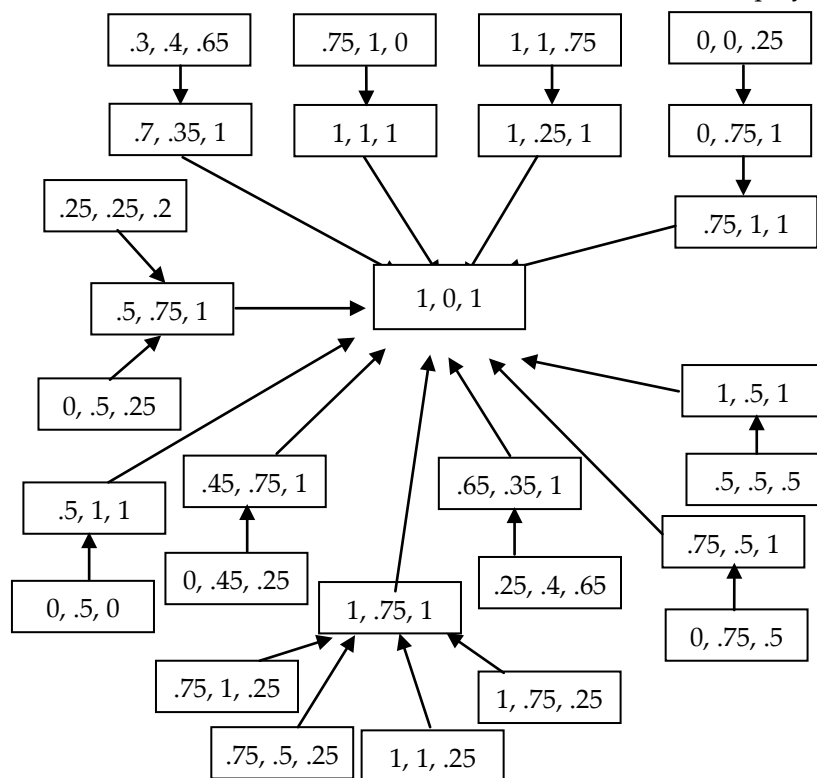 .3, .4, .65
.75, 1, 0
1, 1, .75
0, 0, .25
.7, .35, 1
1, 1, 1
1, .25, 1
0, .75, 1
.25, .25, .2
.75, 1, 1
1, 0, 1
.5, .75, 1
0, .5, .25
1, .5, 1
.45, .75, 1
.65, .35, 1
.5, .5, .5
.5, 1, 1
.75, .5, 1
0, .45, .25
.25, .4, .65
0, .5, 0
1, .75, 1
0, .75, .5
.75, 1, .25
1, .75, .25
.75, .5, .25
1, 1, .25